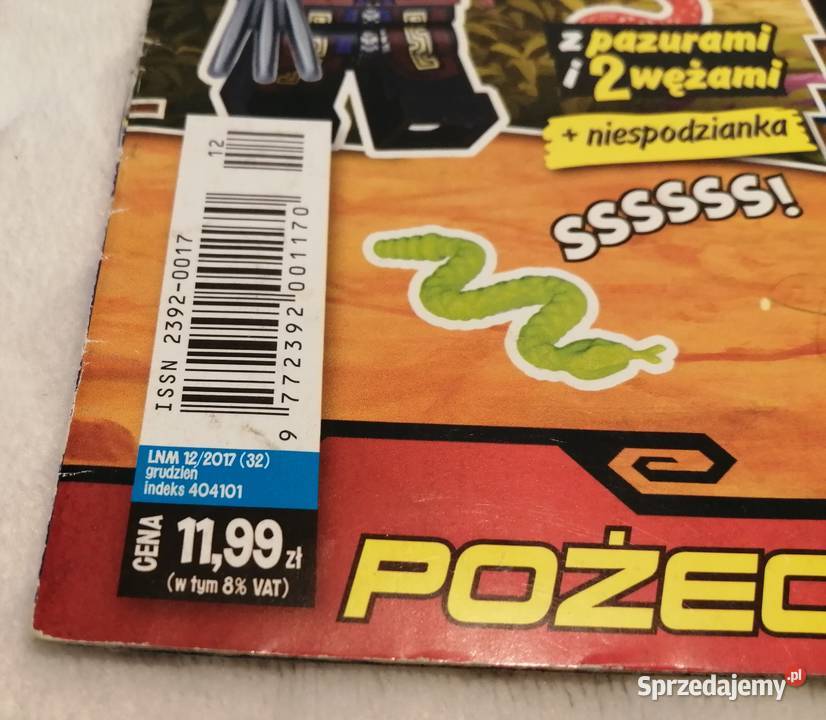 z pazurami
i 2 wężami
+ niespodzianka
SSSSSS!
12
ISSN 2392-0017
9 772392 001170
LNM 12/2017 (32)
grudzień
indeks 404101
CENA 11,99 zł
(w tym 8% VAT)
POŻEC
Sprzedajemy.pl